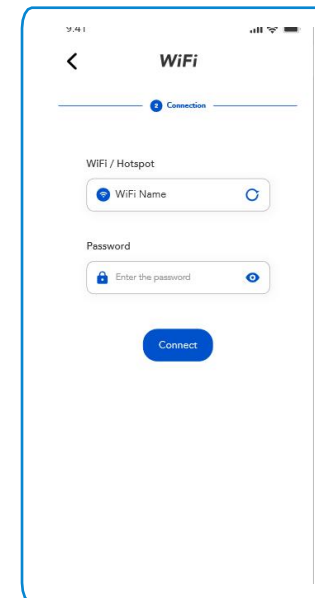 9:41
WiFi
2 Connection
WiFi / Hotspot
WiFi Name
Password
Enter the password
Connect